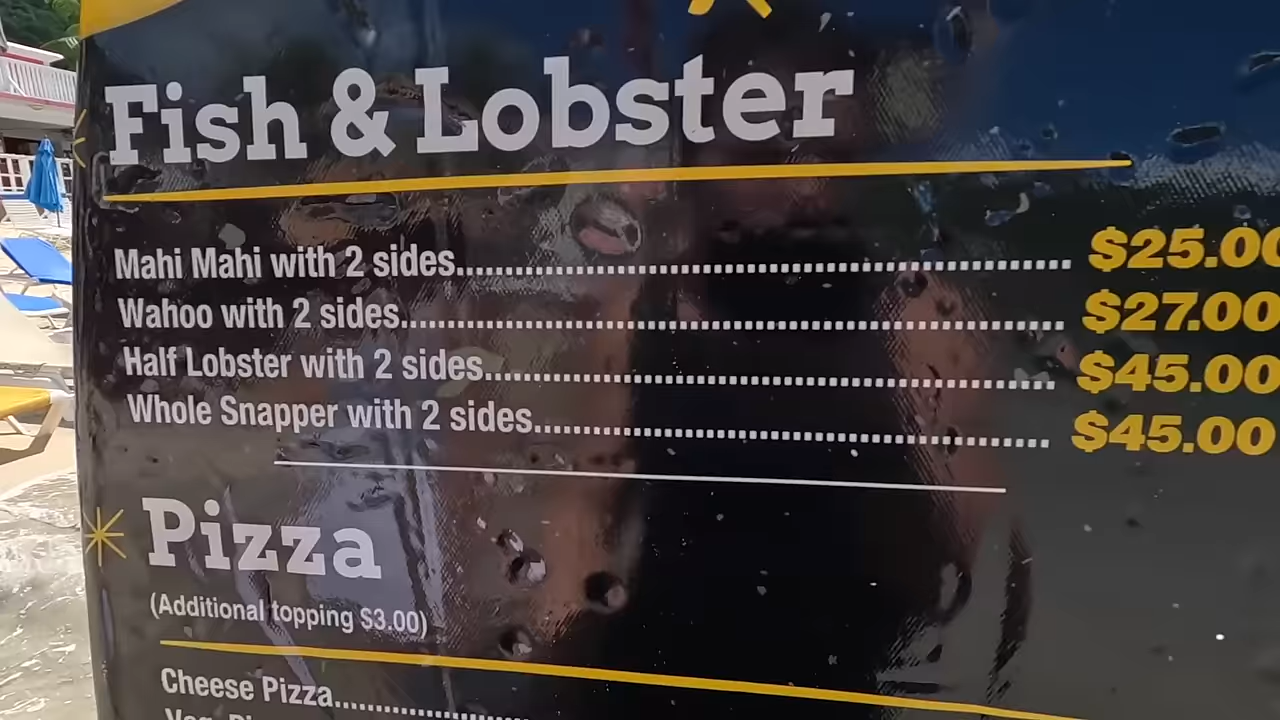 Fish & Lobster
Mahi Mahi with 2 sides................................................................ $25.00
Wahoo with 2 sides..................................................................... $27.00
Half Lobster with 2 sides............................................................ $45.00
Whole Snapper with 2 sides....................................................... $45.00
Pizza
(Additional topping $3.00)
Cheese Pizza........................